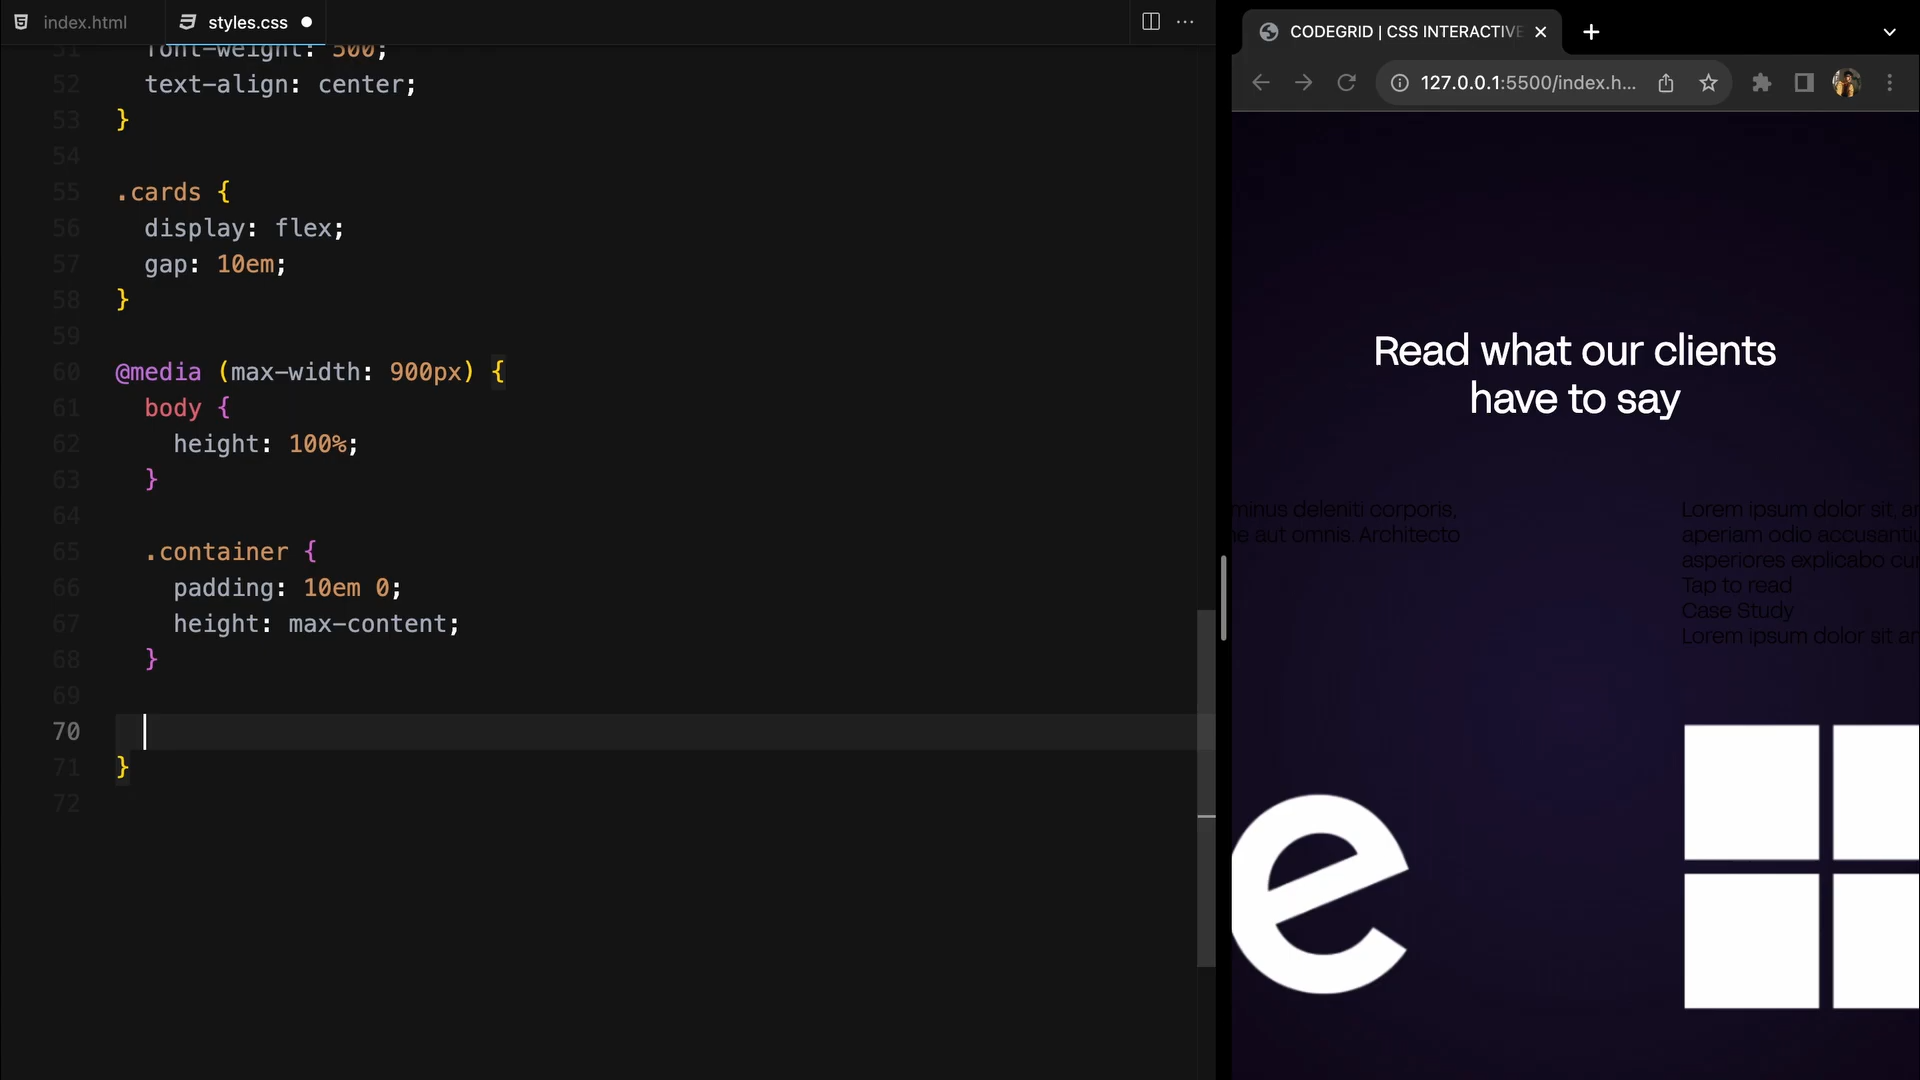 index.html
styles.css
51 font-weight: 500;
52 text-align: center;
53 }
54
55 .cards {
56 display: flex;
57 gap: 10em;
58 }
59
60 @media (max-width: 900px) {
61 body {
62 height: 100%;
63 }
64
65 .container {
66 padding: 10em 0;
67 height: max-content;
68 }
69
70
71 }
72
CODEGRID | CSS INTERACTIVE
127.0.0.1:5500/index.h...
Read what our clients
have to say
minus deleniti corporis,
aut omnis. Architecto
Lorem ipsum dolor sit,
aperiam odio
asperiores explicabo
Tap to read
Case Study
Lorem ipsum dolor sit
e